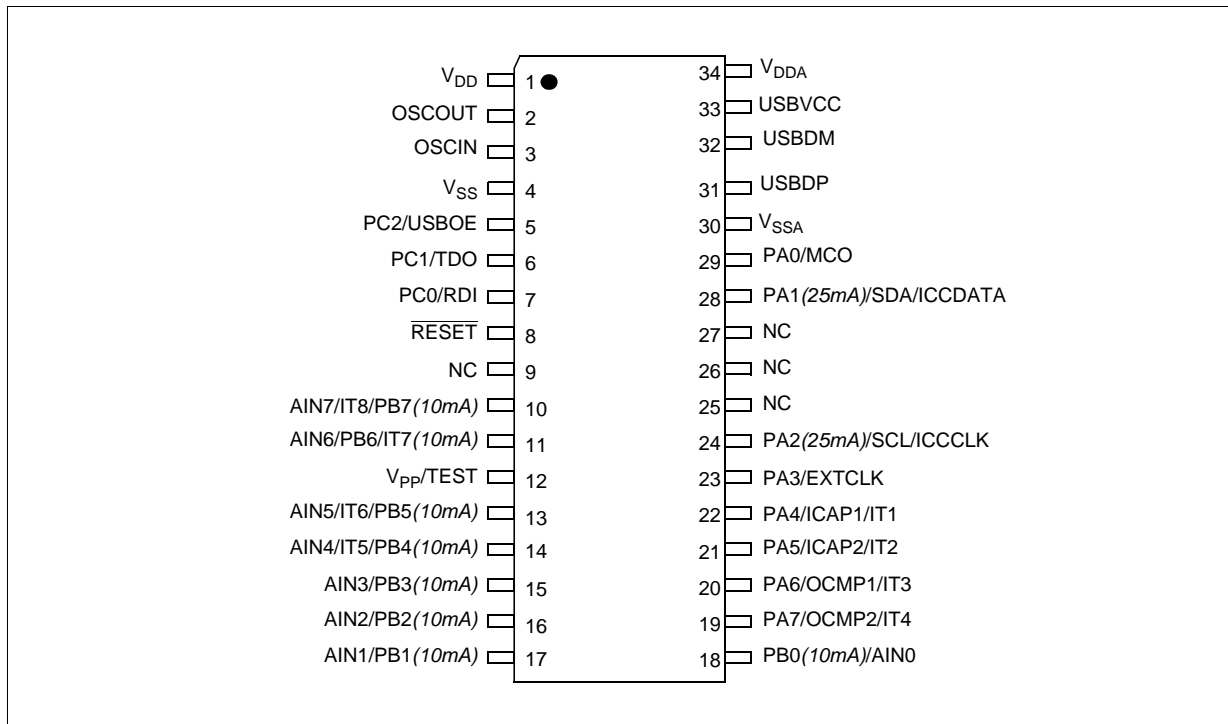 V_DD 1 34 V_DDA
OSCOUT 2 33 USBVCC
OSCIN 3 32 USBDM
V_SS 4 31 USBDP
PC2/USBOE 5 30 V_SSA
PC1/TDO 6 29 PA0/MCO
PC0/RDI 7 28 PA1(25mA)/SDA/ICCDATA
RESET 8 27 NC
NC 9 26 NC
AIN7/IT8/PB7(10mA) 10 25 NC
AIN6/PB6/IT7(10mA) 11 24 PA2(25mA)/SCL/ICCCLK
V_PP/TEST 12 23 PA3/EXTCLK
AIN5/IT6/PB5(10mA) 13 22 PA4/ICAP1/IT1
AIN4/IT5/PB4(10mA) 14 21 PA5/ICAP2/IT2
AIN3/PB3(10mA) 15 20 PA6/OCMP1/IT3
AIN2/PB2(10mA) 16 19 PA7/OCMP2/IT4
AIN1/PB1(10mA) 17 18 PB0(10mA)/AIN0